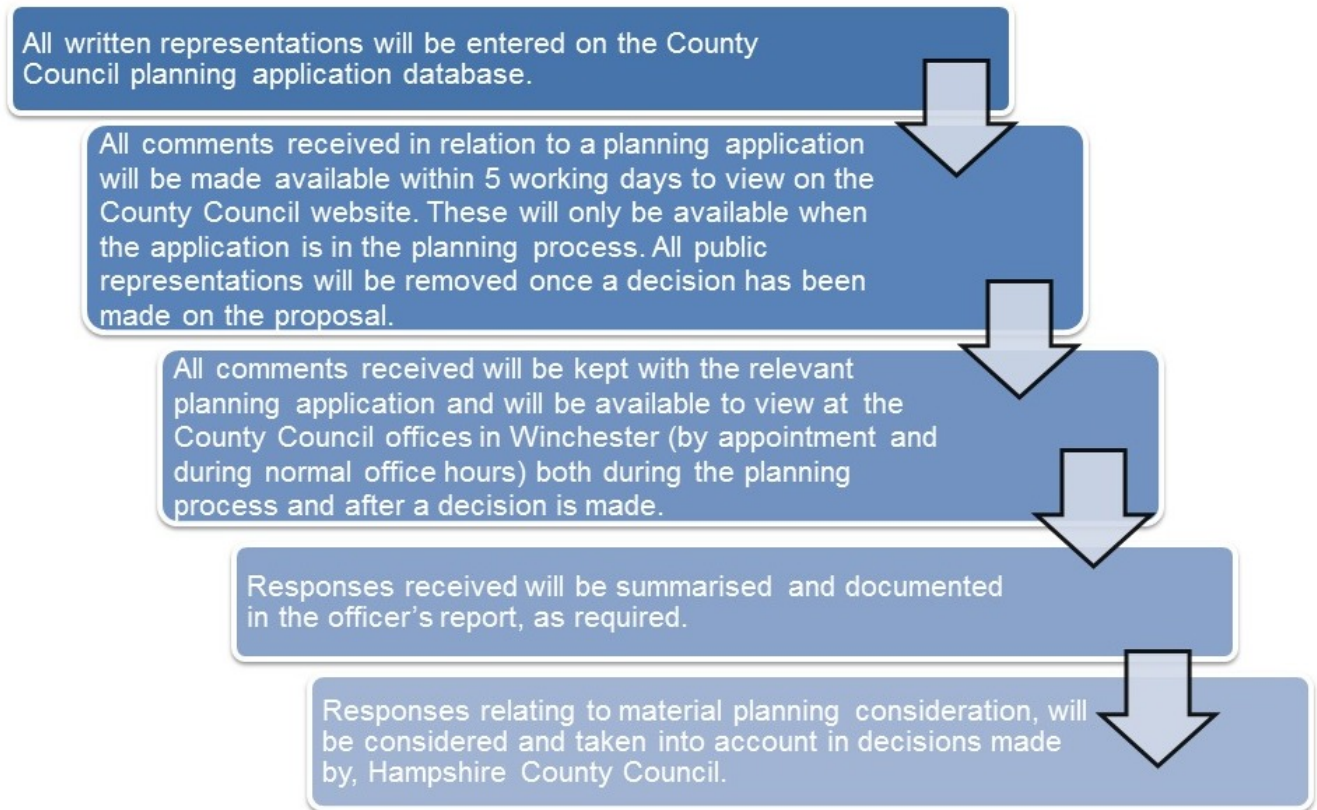 All written representations will be entered on the County
Council planning application database.
All comments received in relation to a planning application
will be made available within 5 working days to view on the
County Council website. These will only be available when
the application is in the planning process. All public
representations will be removed once a decision has been
made on the proposal.
All comments received will be kept with the relevant
planning application and will be available to view at the
County Council offices in Winchester (by appointment and
during normal office hours) both during the planning
process and after a decision is made.
Responses received will be summarised and documented
in the officer’s report, as required.
Responses relating to material planning consideration, will
be considered and taken into account in decisions made
by, Hampshire County Council.